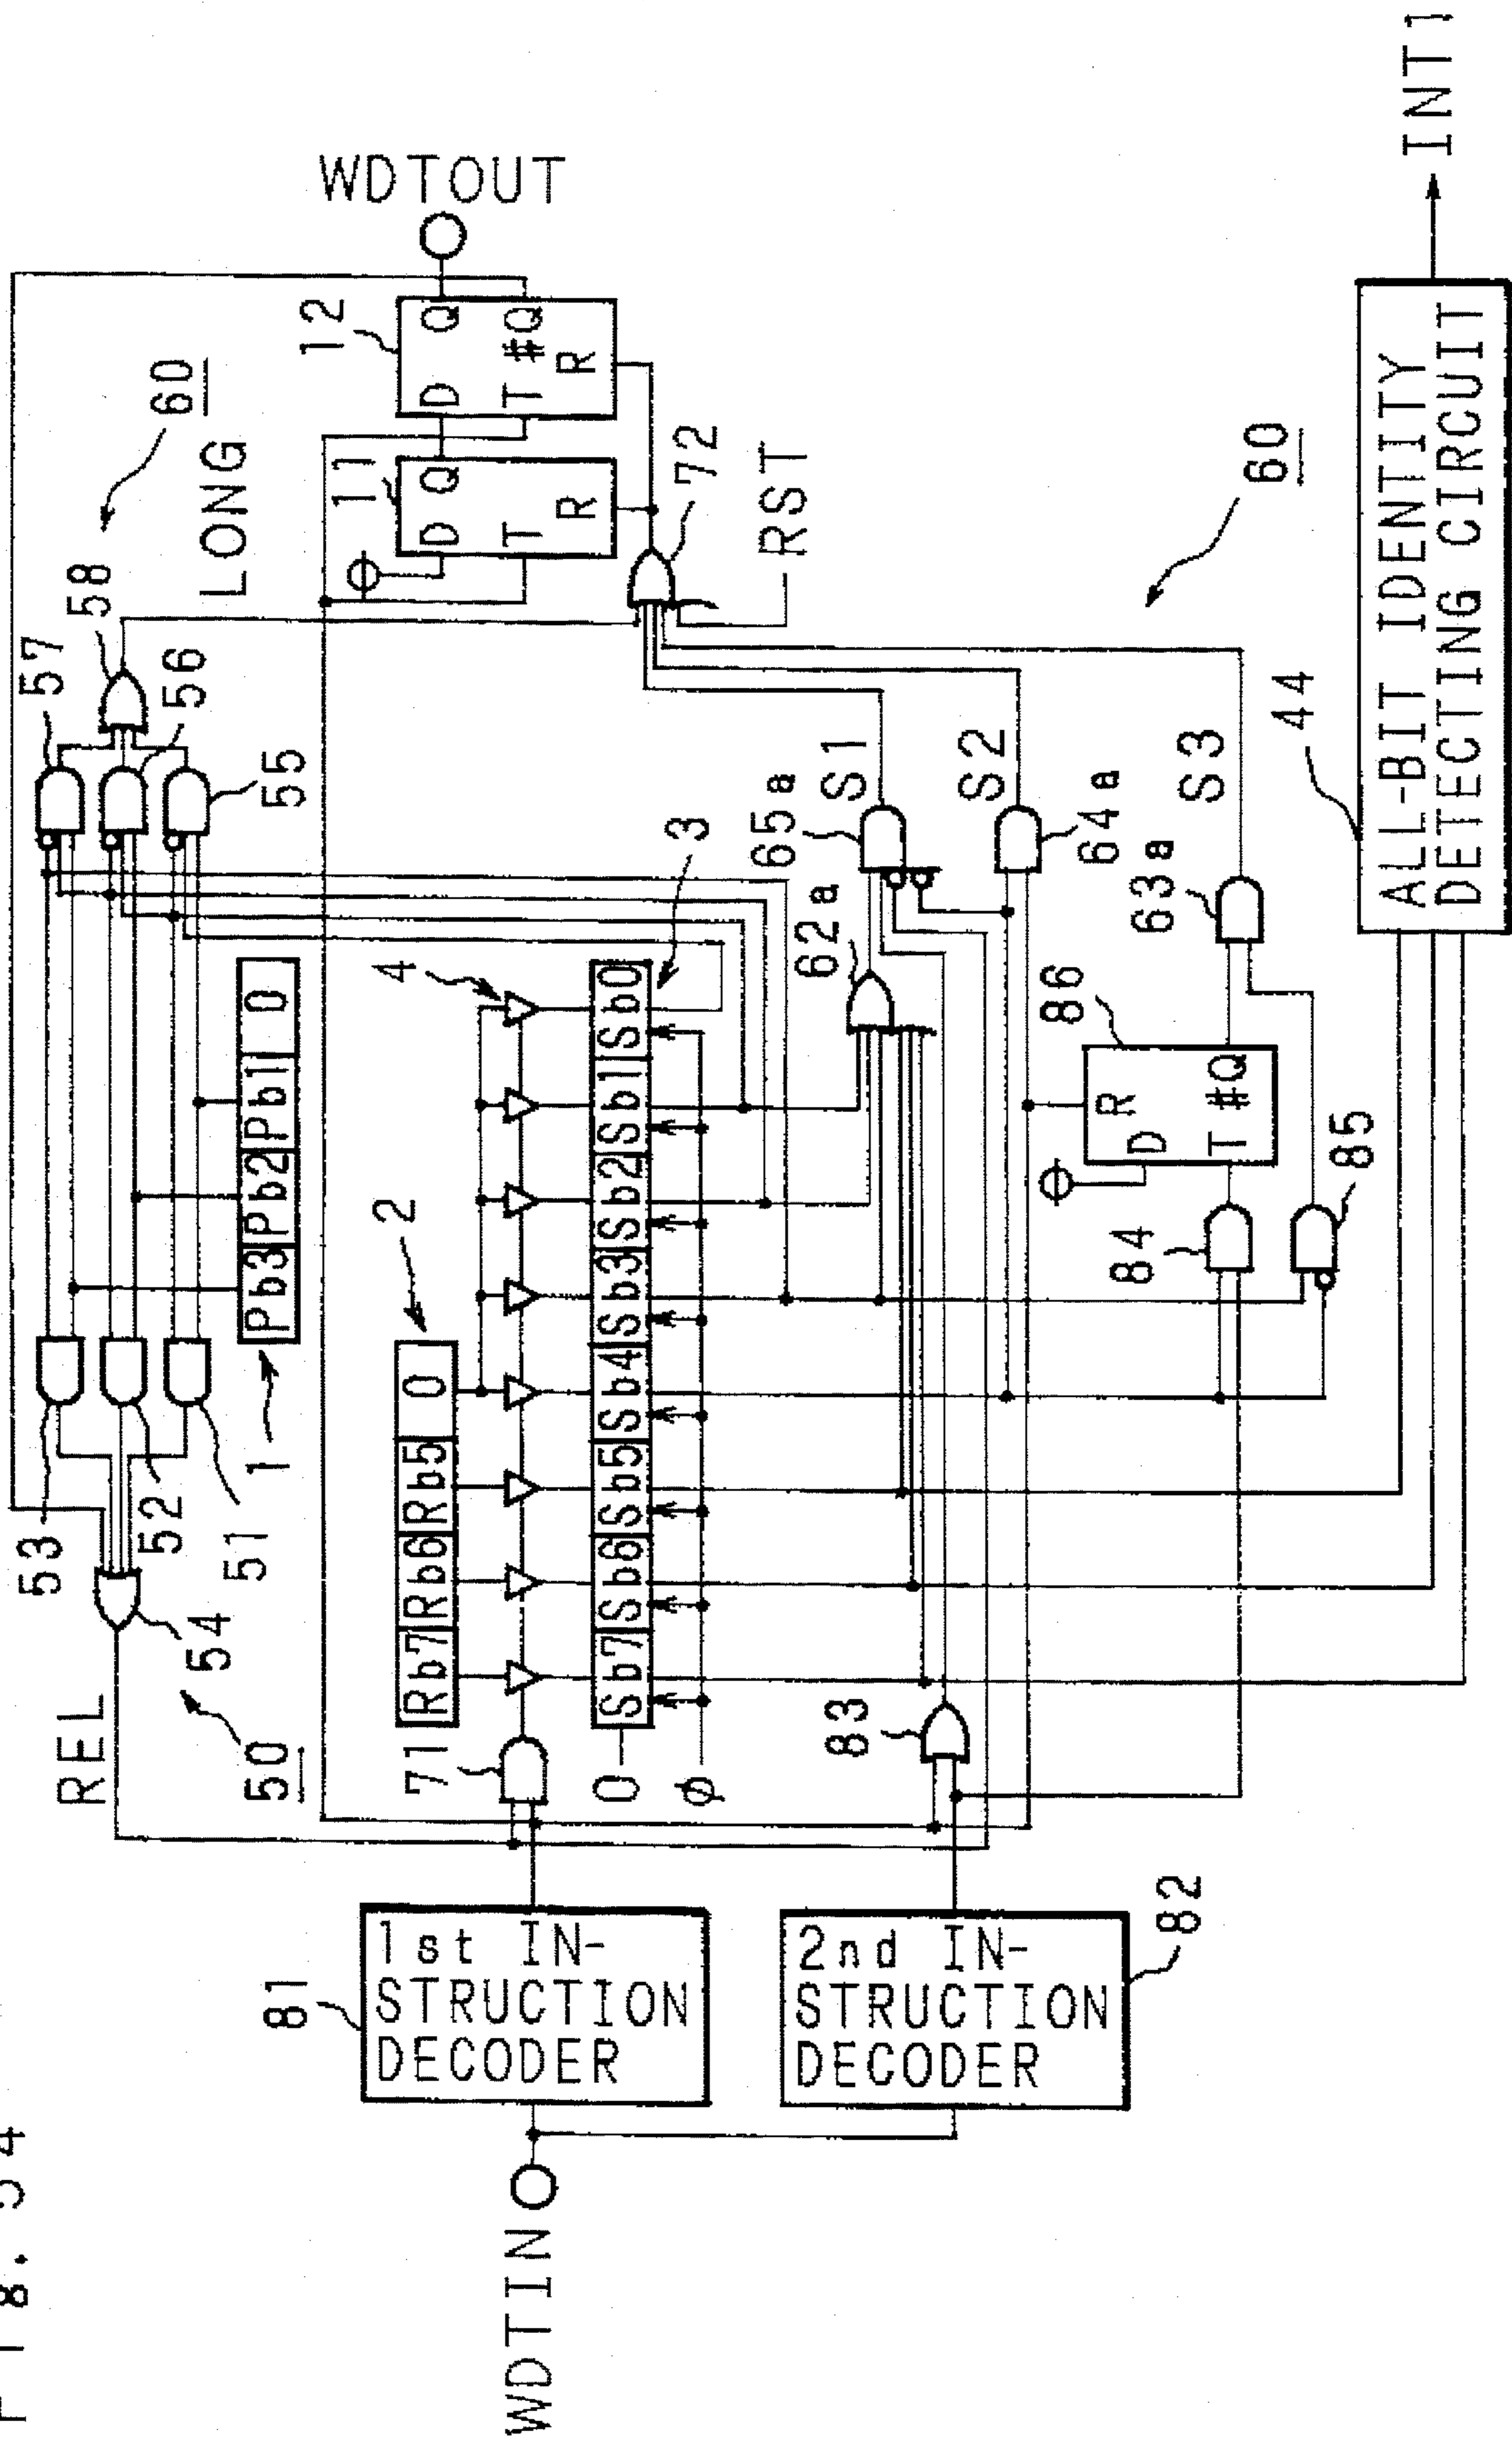 REL
50
54
53
52
51
1
Pb3 Pb2 Pb1 0
57
58
56
55
60
LONG
WDTOUT
12
D Q
T #Q
R
11
D Q
T
R
72
RST
2
Rb7 Rb6 Rb5 0
4
71
0
Sb7 Sb6 Sb5 Sb4 Sb3 Sb2 Sb1 Sb0
3
φ
WDTIN
81
1st IN-
STRUCTION
DECODER
82
2nd IN-
STRUCTION
DECODER
83
62a
65a
S1
S2
64a
63a
S3
86
R
D
T #Q
84
85
60
44
ALL-BIT IDENTITY
DETECTING CIRCUIT
INT1